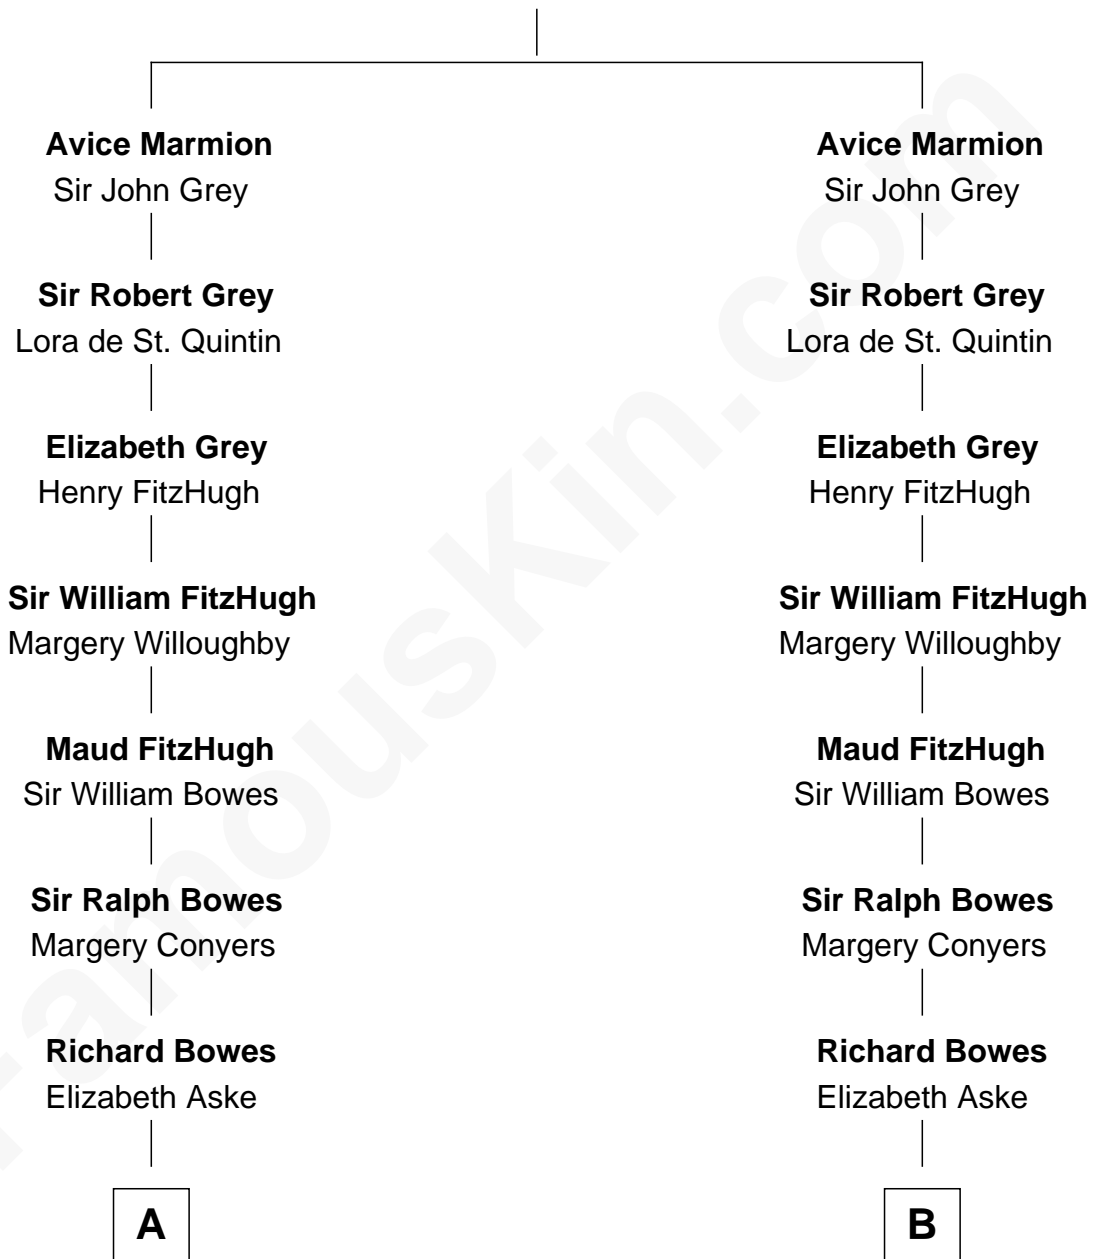 Avice Marmion
Sir John Grey
Sir Robert Grey
Lora de St. Quintin
Elizabeth Grey
Henry FitzHugh
Sir William FitzHugh
Margery Willoughby
Maud FitzHugh
Sir William Bowes
Sir Ralph Bowes
Margery Conyers
Richard Bowes
Elizabeth Aske
A
Avice Marmion
Sir John Grey
Sir Robert Grey
Lora de St. Quintin
Elizabeth Grey
Henry FitzHugh
Sir William FitzHugh
Margery Willoughby
Maud FitzHugh
Sir William Bowes
Sir Ralph Bowes
Margery Conyers
Richard Bowes
Elizabeth Aske
B
FamousKin.com